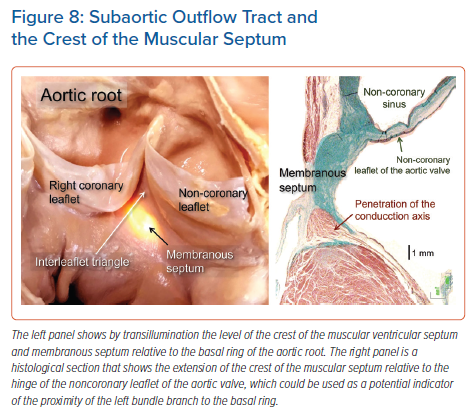 Figure 8: Subaortic Outflow Tract and
the Crest of the Muscular Septum
Aortic root
Right coronary
leaflet
Non-coronary
leaflet
Interleaflet triangle
Membranous
septum
Non-coronary
sinus
Non-coronary
leaflet of the aortic valve
Membranous
septum
Penetration of the
conducction axis
1 mm
The left panel shows by transillumination the level of the crest of the muscular ventricular septum
and membranous septum relative to the basal ring of the aortic root. The right panel is a
histological section that shows the extension of the crest of the muscular septum relative to the
hinge of the noncoronary leaflet of the aortic valve, which could be used as a potential indicator
of the proximity of the left bundle branch to the basal ring.